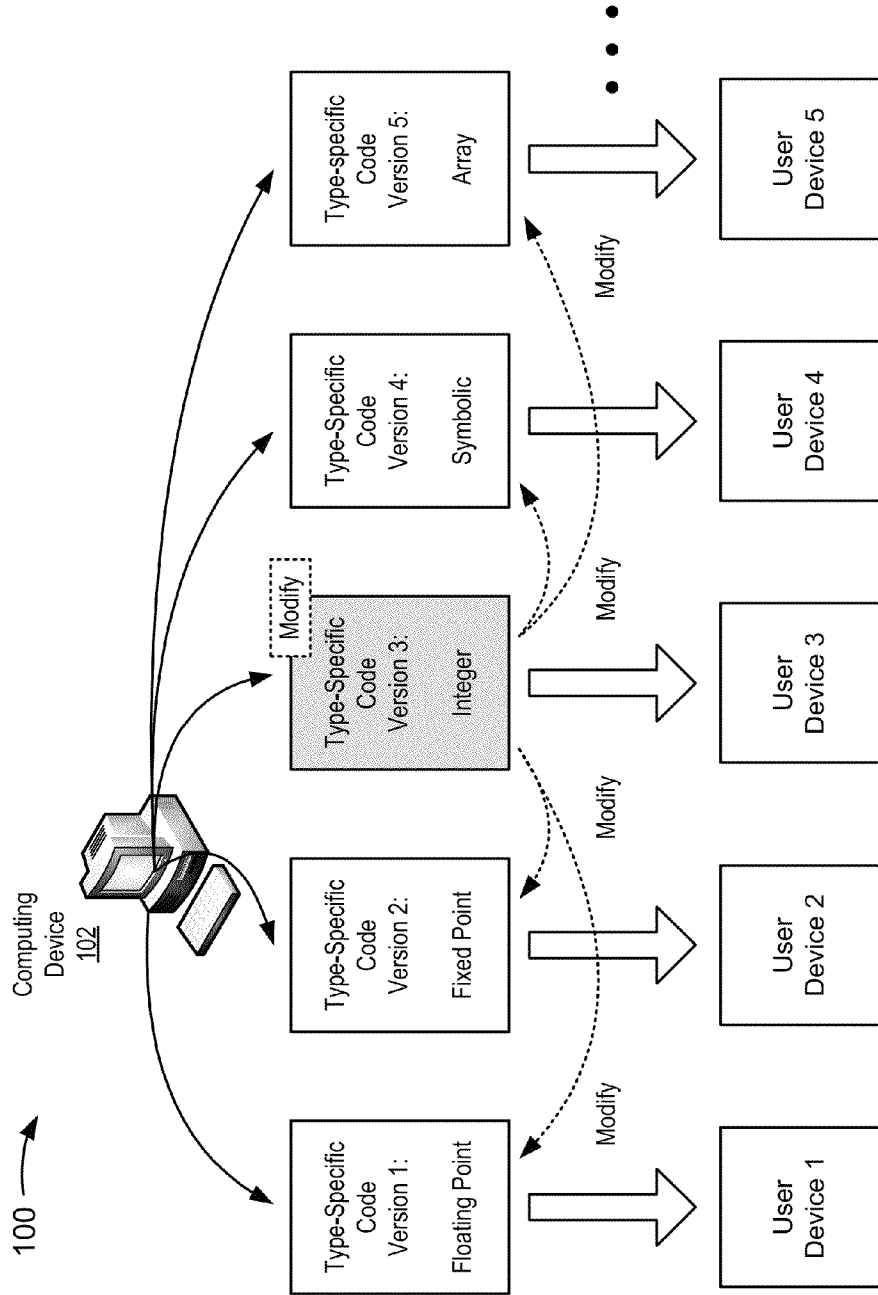 100
Computing
Device
102
Type-Specific
Code
Version 1:
Floating Point
Type-Specific
Code
Version 2:
Fixed Point
Modify
Type-Specific
Code
Version 3:
Integer
Type-Specific
Code
Version 4:
Symbolic
Type-specific
Code
Version 5:
Array
Modify
Modify
Modify
Modify
User
Device 1
User
Device 2
User
Device 3
User
Device 4
User
Device 5